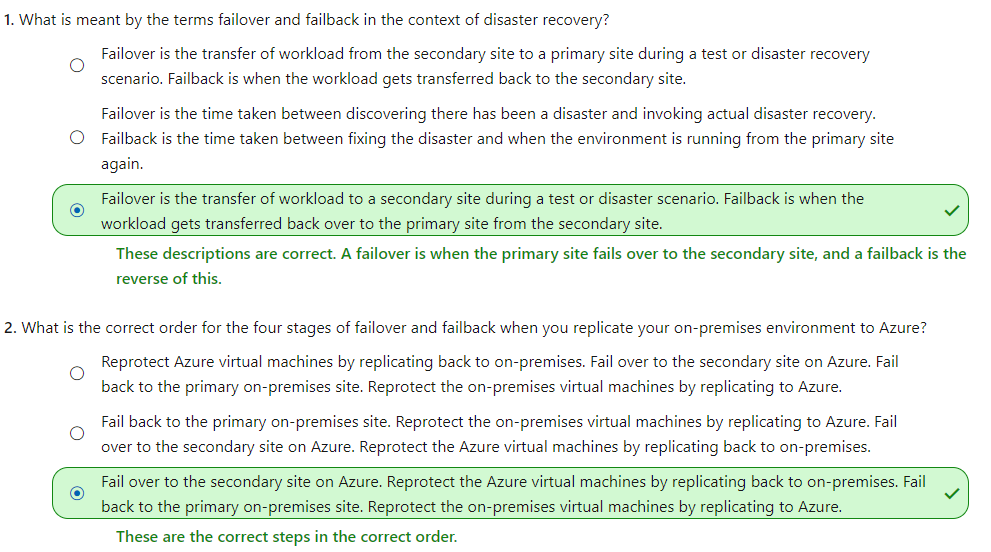 1. What is meant by the terms failover and failback in the context of disaster recovery?
Failover is the transfer of workload from the secondary site to a primary site during a test or disaster recovery
scenario. Failback is when the workload gets transferred back to the secondary site.
Failover is the time taken between discovering there has been a disaster and invoking actual disaster recovery.
Failback is the time taken between fixing the disaster and when the environment is running from the primary site
again.
Failover is the transfer of workload to a secondary site during a test or disaster scenario. Failback is when the
workload gets transferred back over to the primary site from the secondary site.
These descriptions are correct. A failover is when the primary site fails over to the secondary site, and a failback is the
reverse of this.
2. What is the correct order for the four stages of failover and failback when you replicate your on-premises environment to Azure?
Reprotect Azure virtual machines by replicating back to on-premises. Fail over to the secondary site on Azure. Fail
back to the primary on-premises site. Reprotect the on-premises virtual machines by replicating to Azure.
Fail back to the primary on-premises site. Reprotect the on-premises virtual machines by replicating to Azure. Fail
over to the secondary site on Azure. Reprotect the Azure virtual machines by replicating back to on-premises.
Fail over to the secondary site on Azure. Reprotect the Azure virtual machines by replicating back to on-premises. Fail
back to the primary on-premises site. Reprotect the on-premises virtual machines by replicating to Azure.
These are the correct steps in the correct order.